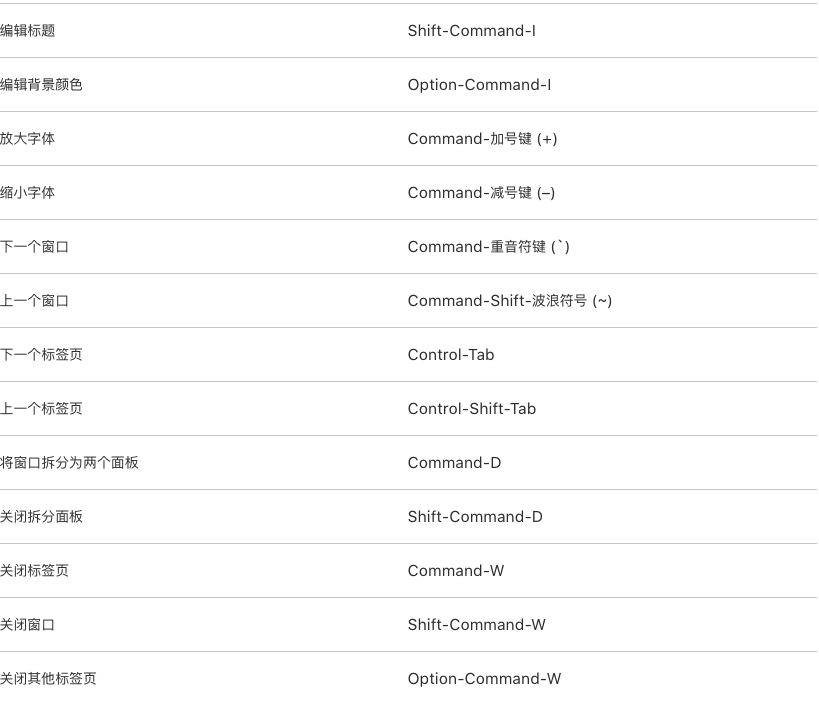 编辑标题 Shift-Command-I
编辑背景颜色 Option-Command-I
放大字体 Command-加号键 (+)
缩小字体 Command-减号键 (–)
下一个窗口 Command-重音符键 (`)
上一个窗口 Command-Shift-波浪符号 (~)
下一个标签页 Control-Tab
上一个标签页 Control-Shift-Tab
将窗口拆分为两个面板 Command-D
关闭拆分面板 Shift-Command-D
关闭标签页 Command-W
关闭窗口 Shift-Command-W
关闭其他标签页 Option-Command-W